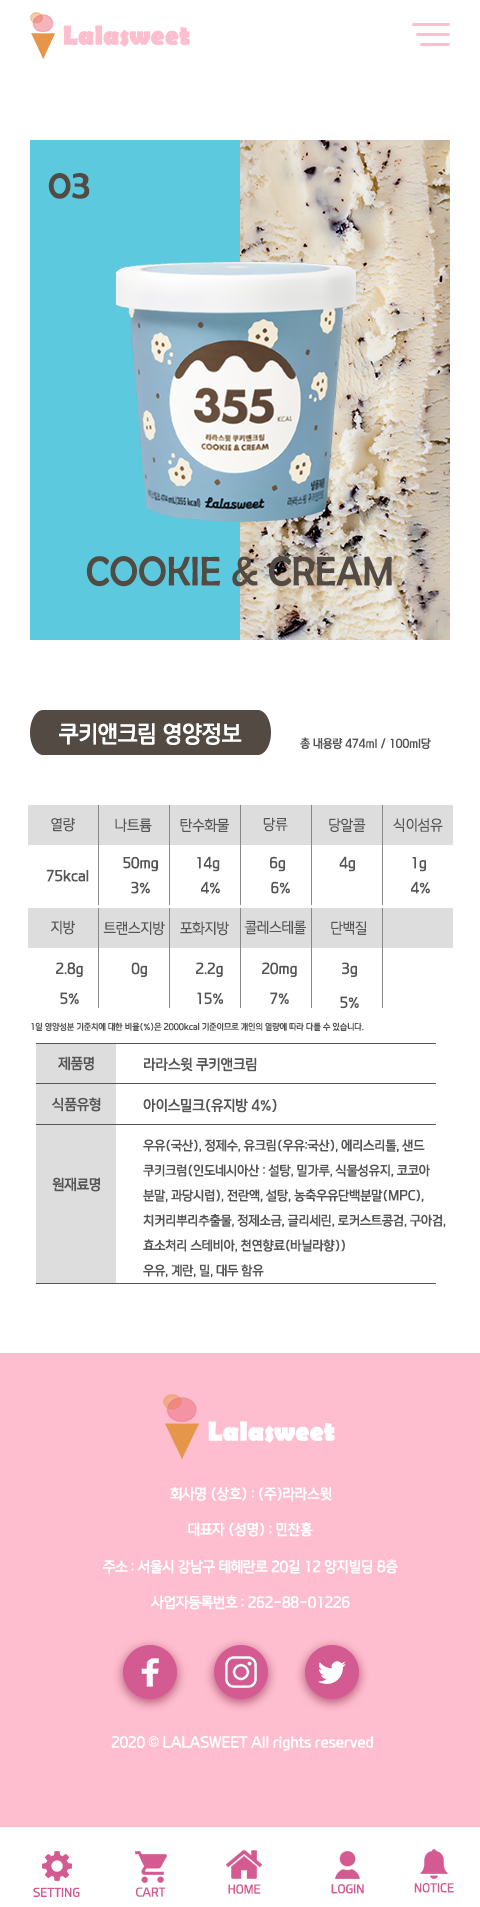 Lalasweet
03
355
KCAL
라라스윗 쿠키앤크림
COOKIE & CREAM
Lalasweet
COOKIE & CREAM
쿠키앤크림 영양정보
총 내용량 474ml / 100ml당
열량 나트륨 탄수화물 당류 당알콜 식이섬유
75kcal 50mg 14g 6g 4g 1g
3% 4% 6% 4%
지방 트랜스지방 포화지방 콜레스테롤 단백질
2.8g 0g 2.2g 20mg 3g
5% 15% 7% 5%
1일 영양성분 기준치에 대한 비율(%)은 2000kcal 기준이므로 개인의 열량에 따라 다를 수 있습니다.
제품명 라라스윗 쿠키앤크림
식품유형 아이스밀크(유지방 4%)
원재료명
우유(국산), 정제수, 유크림(우유:국산), 에리스리톨, 샌드
쿠키크럼(인도네시아산 : 설탕, 밀가루, 식물성유지, 코코아
분말, 과당시럽), 전란액, 설탕, 농축우유단백분말(MPC),
치커리뿌리추출물, 정제소금, 글리세린, 로커스트콩검, 구아검,
효소처리 스테비아, 천연향료(바닐라향))
우유, 계란, 밀, 대두 함유
Lalasweet
회사명 (상호) : (주)라라스윗
대표자 (성명) : 민찬홍
주소 : 서울시 강남구 테헤란로 20길 12 양지빌딩 8층
사업자등록번호 : 262-88-01226
2020 © LALASWEET All rights reserved
SETTING CART HOME LOGIN NOTICE